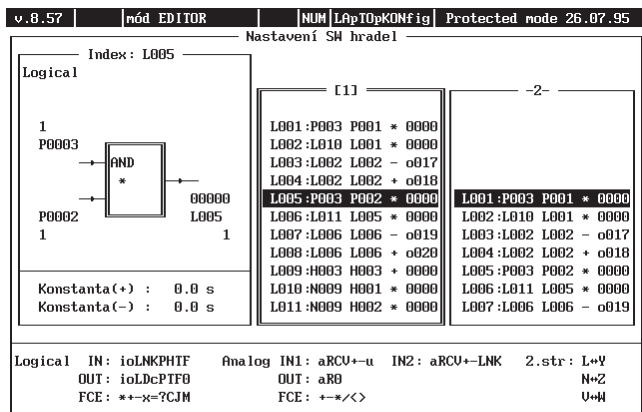 v.8.57 mód EDITOR NUM LApTOpKONfig Protected mode 26.07.95
Nastavení SW hradel
Index: L005
Logical
1
P0003
AND
*
00000
P0002 L005
1 1
Konstanta(+) : 0.0 s
Konstanta(-) : 0.0 s
[1]
L001:P003 P001 * 0000
L002:L010 L001 * 0000
L003:L002 L002 - o017
L004:L002 L002 + o018
L005:P003 P002 * 0000
L006:L011 L005 * 0000
L007:L006 L006 - o019
L008:L006 L006 + o020
L009:H003 H003 + 0000
L010:N009 H001 * 0000
L011:N009 H002 * 0000
-2-
L001:P003 P001 * 0000
L002:L010 L001 * 0000
L003:L002 L002 - o017
L004:L002 L002 + o018
L005:P003 P002 * 0000
L006:L011 L005 * 0000
L007:L006 L006 - o019
Logical IN: ioLNKPHTF Analog IN1: aRCV+-u IN2: aRCV+-LNK 2.str: L↔Y
OUT: ioLDcPTF0 OUT: aR0 N↔Z
FCE: *+-x=?CJM FCE: +-*/<> V↔W